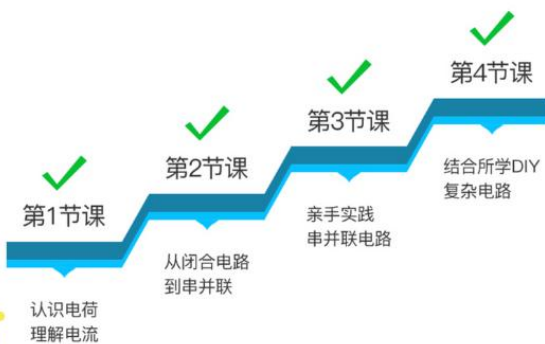 第1节课
认识电荷
理解电流
第2节课
从闭合电路
到串并联
第3节课
亲手实践
串并联电路
第4节课
结合所学DIY
复杂电路